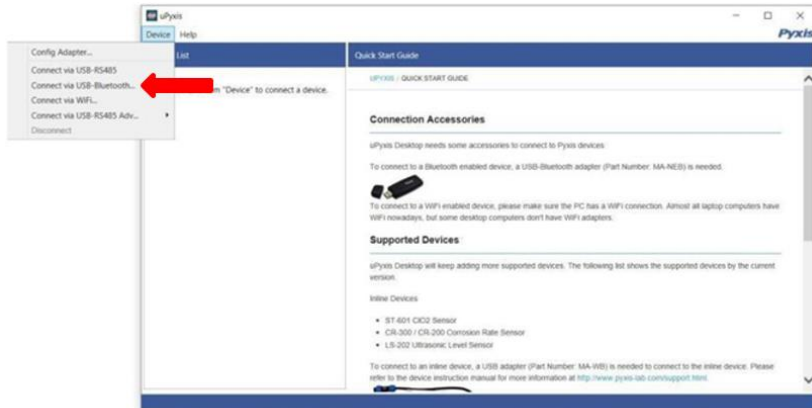 uPyxis
Device Help
Pyxis
List
Quick Start Guide
Config Adapter...
Connect via USB-RS485
Connect via USB-Bluetooth...
Connect via WiFi...
Connect via USB-RS485 Adv...
Disconnect
"Device" to connect a device.
UPYXIS / QUICK START GUIDE
Connection Accessories
uPyxis Desktop needs some accessories to connect to Pyxis devices
To connect to a Bluetooth enabled device, a USB-Bluetooth adapter (Part Number: MA-NEB) is needed.
To connect to a WiFi enabled device, please make sure the PC has a WiFi connection. Almost all laptop computers have
WiFi nowadays, but some desktop computers don't have WiFi adapters.
Supported Devices
uPyxis Desktop will keep adding more supported devices. The following list shows the supported devices by the current
version.
Inline Devices
• ST-601 ClO2 Sensor
• CR-300 / CR-200 Corrosion Rate Sensor
• LS-202 Ultrasonic Level Sensor
To connect to an inline device, a USB adapter (Part Number: MA-WB) is needed to connect to the inline device. Please
refer to the device instruction manual for more information at http://www.pyxis-lab.com/support.html.